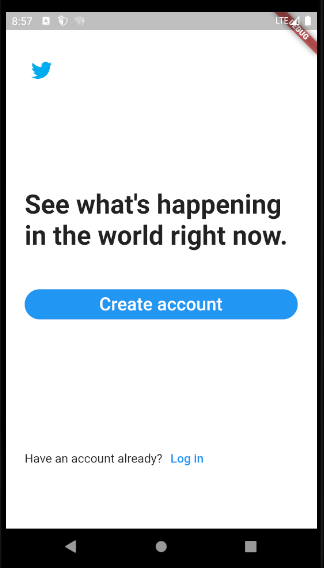 8:57
LTE
DEBUG
See what's happening
in the world right now.
Create account
Have an account already? Log in